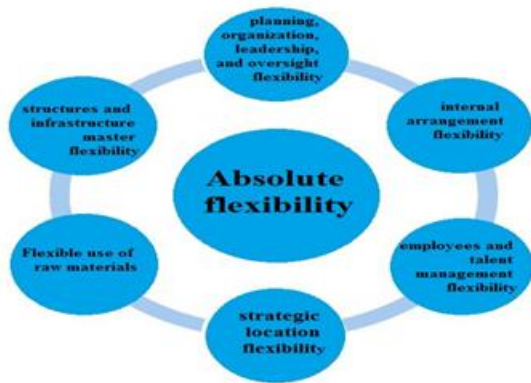 planning,
organization,
leadership,
and oversight
flexibility
internal
arrangement
flexibility
employees and
talent
management
flexibility
strategic
location
flexibility
Flexible use of
raw materials
structures and
infrastructure
master
flexibility
Absolute
flexibility